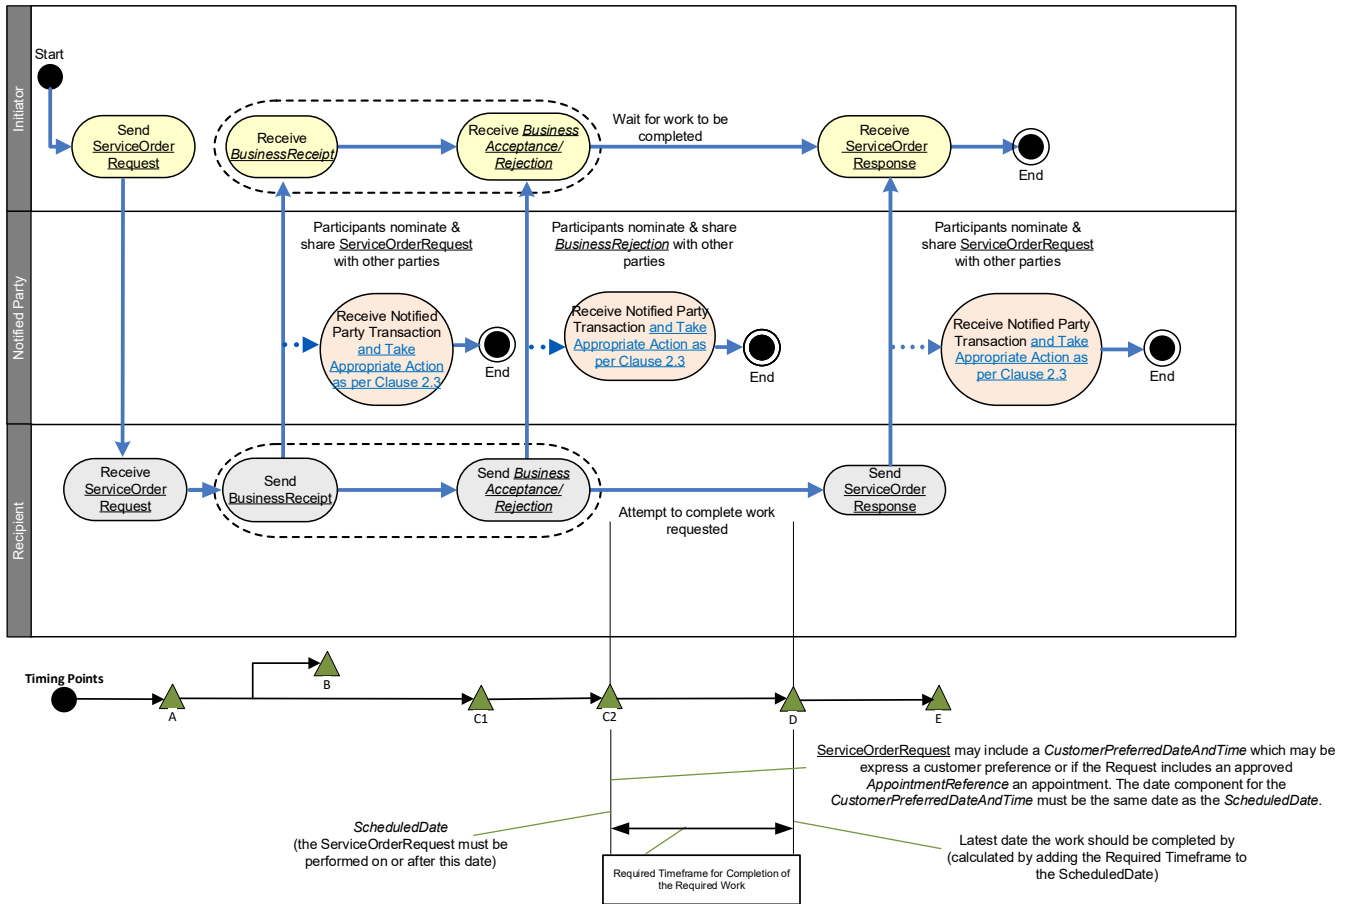 Initiator
Start
Send
ServiceOrder
Request
Receive
BusinessReceipt
Receive Business
Acceptance/
Rejection
Wait for work to be
completed
Receive
ServiceOrder
Response
End
Notified Party
Participants nominate &
share ServiceOrderRequest
with other parties
Participants nominate & share
BusinessRejection with other
parties
Participants nominate &
share ServiceOrderRequest
with other parties
Receive Notified
Party Transaction
and Take
Appropriate Action
as per Clause 2.3
End
Receive Notified Party
Transaction and Take
Appropriate Action as
per Clause 2.3
End
Receive Notified Party
Transaction and Take
Appropriate Action as
per Clause 2.3
End
Recipient
Receive
ServiceOrder
Request
Send
BusinessReceipt
Send Business
Acceptance/
Rejection
Attempt to complete work
requested
Send
ServiceOrder
Response
Timing Points
A
B
C1
C2
D
E
ServiceOrderRequest may include a CustomerPreferredDateAndTime which may be
express a customer preference or if the Request includes an approved
AppointmentReference an appointment. The date component for the
CustomerPreferredDateAndTime must be the same date as the ScheduledDate.
ScheduledDate
(the ServiceOrderRequest must be
performed on or after this date)
Latest date the work should be completed by
(calculated by adding the Required Timeframe to
the ScheduledDate)
Required Timeframe for Completion of
the Required Work